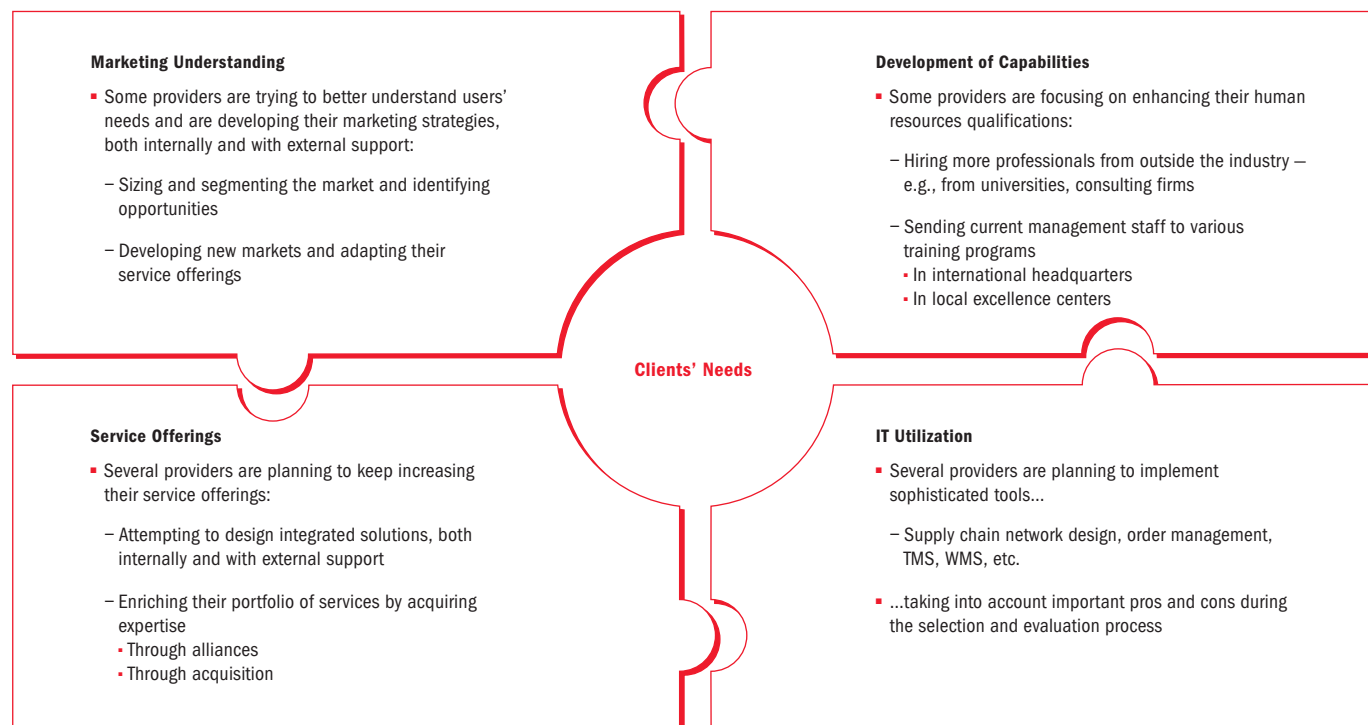 Marketing Understanding
▪ Some providers are trying to better understand users'
needs and are developing their marketing strategies,
both internally and with external support:
– Sizing and segmenting the market and identifying
opportunities
– Developing new markets and adapting their
service offerings
Development of Capabilities
▪ Some providers are focusing on enhancing their human
resources qualifications:
– Hiring more professionals from outside the industry —
e.g., from universities, consulting firms
– Sending current management staff to various
training programs
▪ In international headquarters
▪ In local excellence centers
Clients' Needs
Service Offerings
▪ Several providers are planning to keep increasing
their service offerings:
– Attempting to design integrated solutions, both
internally and with external support
– Enriching their portfolio of services by acquiring
expertise
▪ Through alliances
▪ Through acquisition
IT Utilization
▪ Several providers are planning to implement
sophisticated tools...
– Supply chain network design, order management,
TMS, WMS, etc.
▪ ...taking into account important pros and cons during
the selection and evaluation process